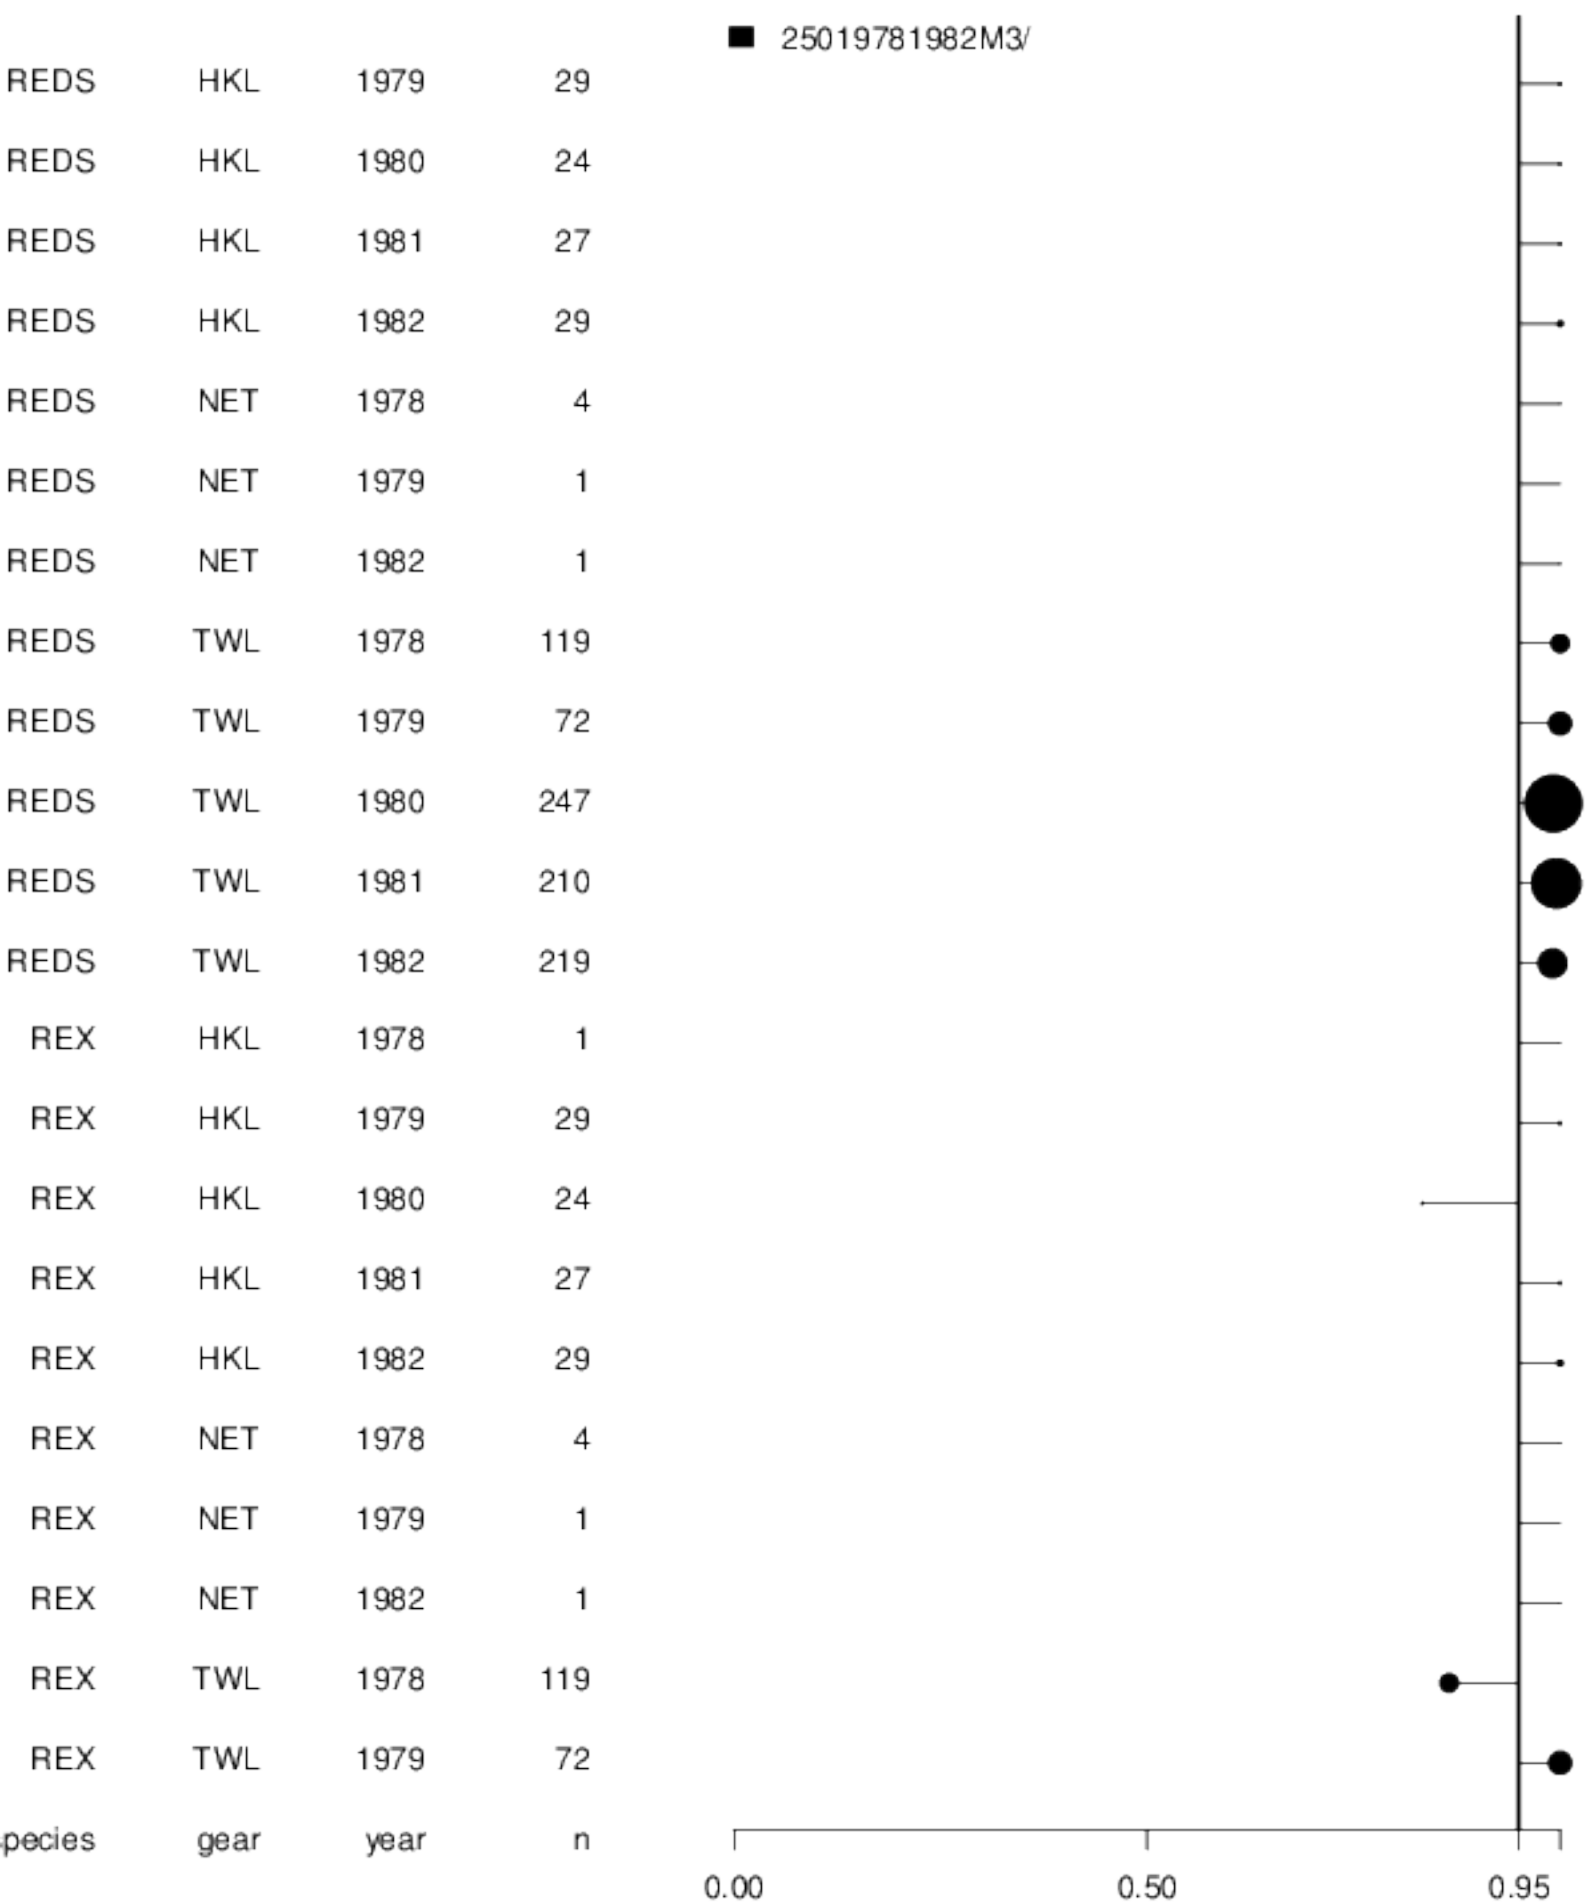 25019781982M3/
REDS HKL 1979 29
REDS HKL 1980 24
REDS HKL 1981 27
REDS HKL 1982 29
REDS NET 1978 4
REDS NET 1979 1
REDS NET 1982 1
REDS TWL 1978 119
REDS TWL 1979 72
REDS TWL 1980 247
REDS TWL 1981 210
REDS TWL 1982 219
REX HKL 1978 1
REX HKL 1979 29
REX HKL 1980 24
REX HKL 1981 27
REX HKL 1982 29
REX NET 1978 4
REX NET 1979 1
REX NET 1982 1
REX TWL 1978 119
REX TWL 1979 72
pecies gear year n
0.00 0.50 0.95